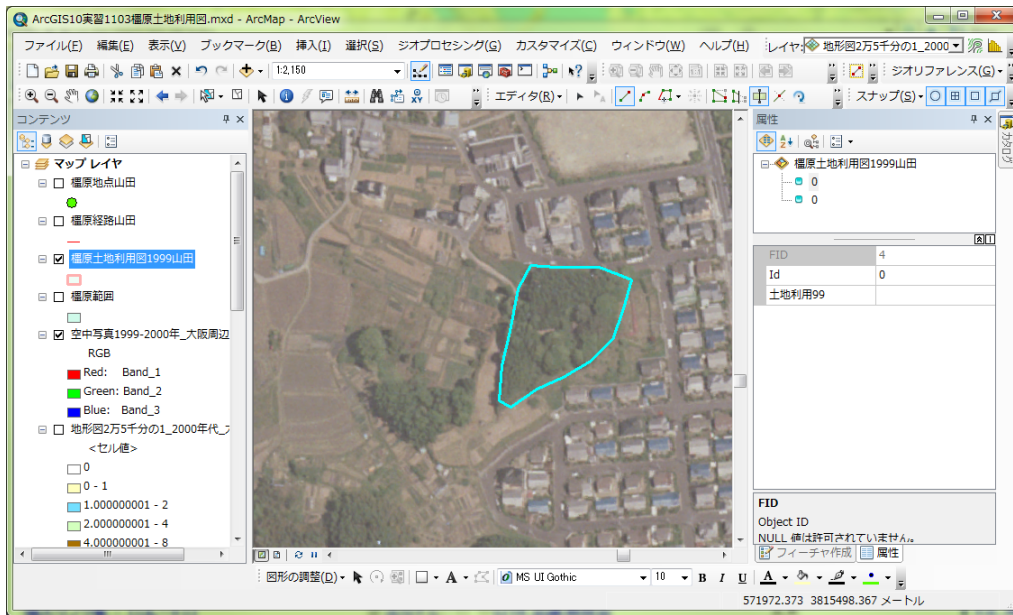 ArcGIS10実習1103橿原土地利用図.mxd - ArcMap - ArcView
ファイル(F) 編集(E) 表示(V) ブックマーク(B) 挿入(I) 選択(S) ジオプロセシング(G) カスタマイズ(C) ウィンドウ(W) ヘルプ(H) レイヤ: 地形図2万5千分の1_2000
1:2,150 ジオリファレンス(G)
エディタ(R) スナップ(S)
コンテンツ
マップ レイヤ
橿原地点山田
橿原経路山田
橿原土地利用図1999山田
橿原範囲
空中写真1999-2000年_大阪周辺
RGB
Red: Band_1
Green: Band_2
Blue: Band_3
地形図2万5千分の1_2000年代_
<セル値>
0
0 - 1
1.000000001 - 2
2.000000001 - 4
4.000000001 - 8
属性
橿原土地利用図1999山田
0
0
FID 4
Id 0
土地利用99
FID
Object ID
NULL 値は許可されていません。
フィーチャ作成 属性
カタログ
図形の調整(D) A MS UI Gothic 10 B I U A
571972.373 3815498.367 メートル